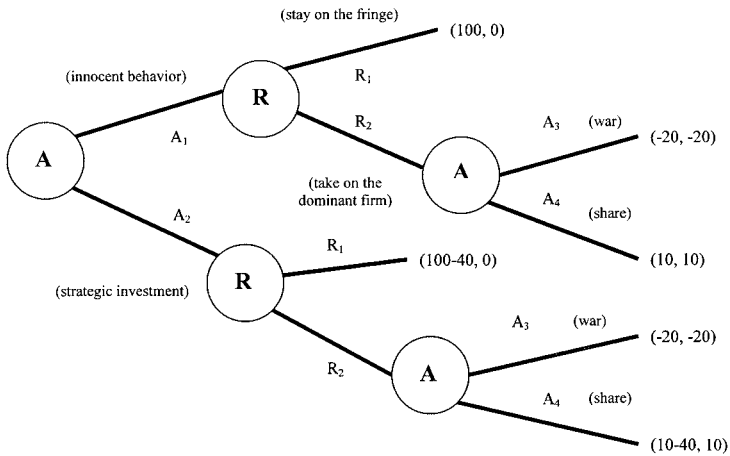 (stay on the fringe)
(100, 0)
(innocent behavior)
R
R₁
A₁
R₂
A₃ (war)
(-20, -20)
A
A
A₄
(share)
(take on the
dominant firm)
A₂
R₁
(10, 10)
(100-40, 0)
R
(strategic investment)
A₃ (war)
(-20, -20)
R₂
A
A₄ (share)
(10-40, 10)